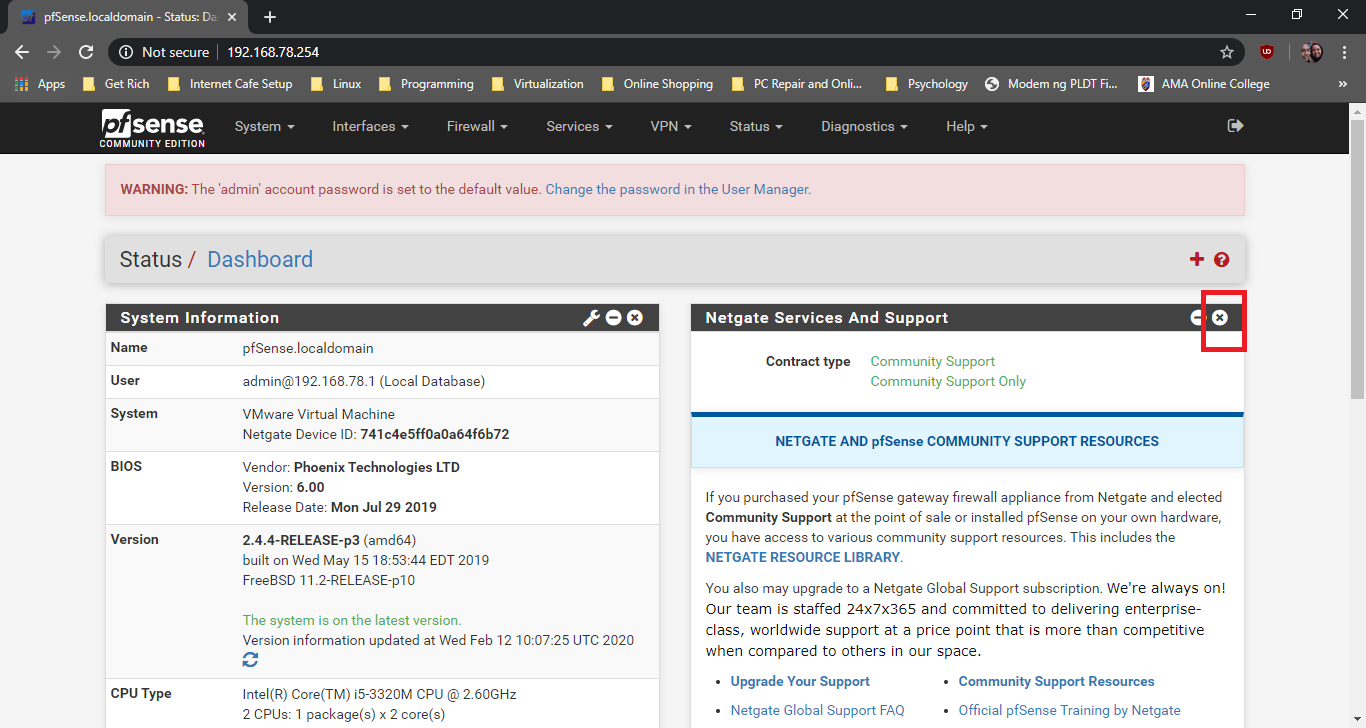 pfSense.localdomain - Status: Da
Not secure 192.168.78.254
Apps Get Rich Internet Cafe Setup Linux Programming Virtualization Online Shopping PC Repair and Onli... Psychology Modem ng PLDT Fi... AMA Online College »
pfsense System Interfaces Firewall Services VPN Status Diagnostics Help
COMMUNITY EDITION
WARNING: The 'admin' account password is set to the default value. Change the password in the User Manager.
Status / Dashboard
System Information
Name pfSense.localdomain
User admin@192.168.78.1 (Local Database)
System VMware Virtual Machine
Netgate Device ID: 741c4e5ff0a0a64f6b72
BIOS Vendor: Phoenix Technologies LTD
Version: 6.00
Release Date: Mon Jul 29 2019
Version 2.4.4-RELEASE-p3 (amd64)
built on Wed May 15 18:53:44 EDT 2019
FreeBSD 11.2-RELEASE-p10
The system is on the latest version.
Version information updated at Wed Feb 12 10:07:25 UTC 2020
CPU Type Intel(R) Core(TM) i5-3320M CPU @ 2.60GHz
2 CPUs: 1 package(s) x 2 core(s)
Netgate Services And Support
Contract type Community Support
Community Support Only
NETGATE AND pfSense COMMUNITY SUPPORT RESOURCES
If you purchased your pfSense gateway firewall appliance from Netgate and elected
Community Support at the point of sale or installed pfSense on your own hardware,
you have access to various community support resources. This includes the
NETGATE RESOURCE LIBRARY.
You also may upgrade to a Netgate Global Support subscription. We're always on!
Our team is staffed 24x7x365 and committed to delivering enterprise-
class, worldwide support at a price point that is more than competitive
when compared to others in our space.
• Upgrade Your Support • Community Support Resources
• Netgate Global Support FAQ • Official pfSense Training by Netgate